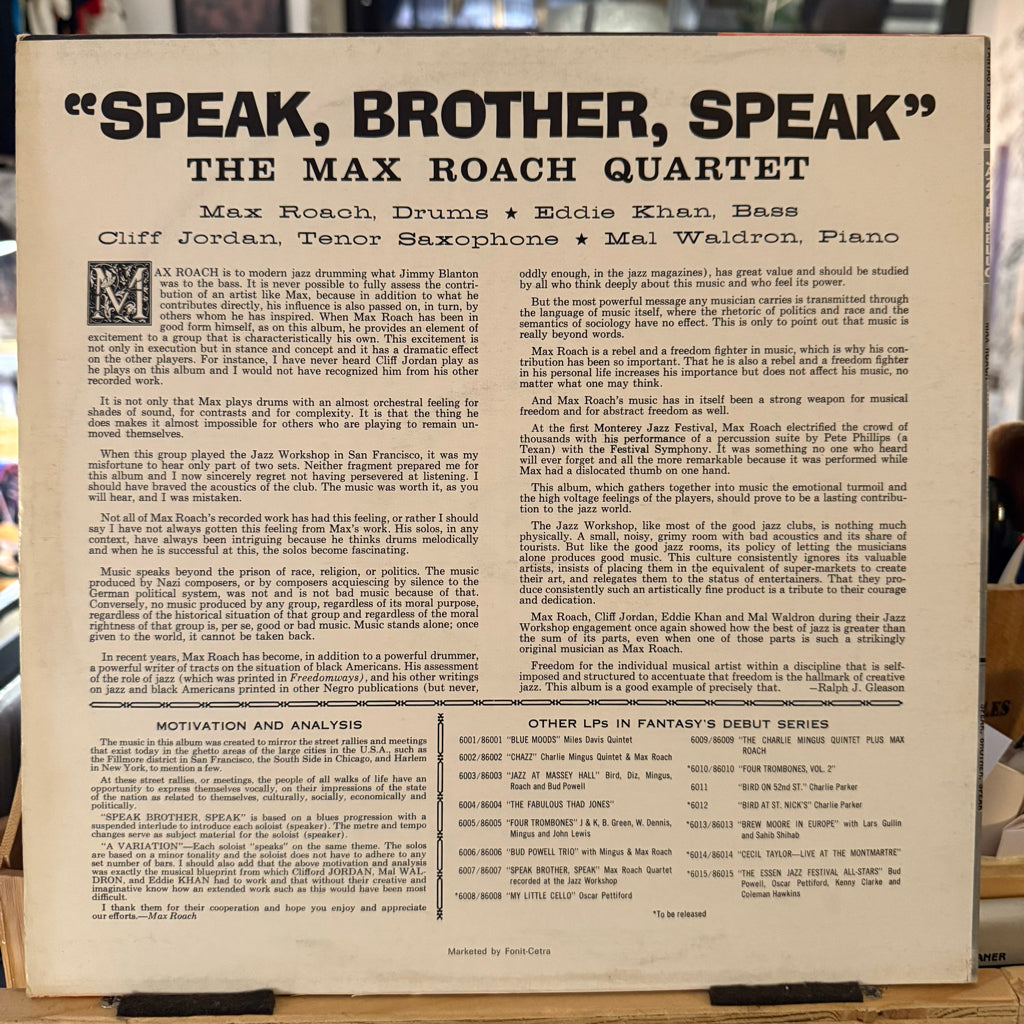 “SPEAK, BROTHER, SPEAK”
THE MAX ROACH QUARTET
Max Roach, Drums ★ Eddie Khan, Bass
Cliff Jordan, Tenor Saxophone ★ Mal Waldron, Piano
MAX ROACH is to modern jazz drumming what Jimmy Blanton
was to the bass. It is never possible to fully assess the contri-
bution of an artist like Max, because in addition to what he
contributes directly, his influence is also passed on, in turn, by
others whom he has inspired. When Max Roach has been in
good form himself, as on this album, he provides an element of
excitement to a group that is characteristically his own. This excitement is
not only in execution but in stance and concept and it has a dramatic effect
on the other players. For instance, I have never heard Cliff Jordan play as
he plays on this album and I would not have recognized him from his other
recorded work.
It is not only that Max plays drums with an almost orchestral feeling for
shades of sound, for contrasts and for complexity. It is that the thing he
does makes it almost impossible for others who are playing to remain un-
moved themselves.
When this group played the Jazz Workshop in San Francisco, it was my
misfortune to hear only part of two sets. Neither fragment prepared me for
this album and I now sincerely regret not having persevered at listening. I
should have braved the acoustics of the club. The music was worth it, as you
will hear, and I was mistaken.
Not all of Max Roach's recorded work has had this feeling, or rather I should
say I have not always gotten this feeling from Max's work. His solos, in any
context, have always been intriguing because he thinks drums melodically
and when he is successful at this, the solos become fascinating.
Music speaks beyond the prison of race, religion, or politics. The music
produced by Nazi composers, or by composers acquiescing by silence to the
German political system, was not and is not bad music because of that.
Conversely, no music produced by any group, regardless of its moral purpose,
regardless of the historical situation of that group and regardless of the moral
rightness of that group is, per se, good or bad music. Music stands alone; once
given to the world, it cannot be taken back.
In recent years, Max Roach has become, in addition to a powerful drummer,
a powerful writer of tracts on the situation of black Americans. His assessment
of the role of jazz (which was printed in Freedomways), and his other writings
on jazz and black Americans printed in other Negro publications (but never,
oddly enough, in the jazz magazines), has great value and should be studied
by all who think deeply about this music and who feel its power.
But the most powerful message any musician carries is transmitted through
the language of music itself, where the rhetoric of politics and race and the
semantics of sociology have no effect. This is only to point out that music is
really beyond words.
Max Roach is a rebel and a freedom fighter in music, which is why his con-
tribution has been so important. That he is also a rebel and a freedom fighter
in his personal life increases his importance but does not affect his music, no
matter what one may think.
And Max Roach's music has in itself been a strong weapon for musical
freedom and for abstract freedom as well.
At the first Monterey Jazz Festival, Max Roach electrified the crowd of
thousands with his performance of a percussion suite by Pete Phillips (a
Texan) with the Festival Symphony. It was something no one who heard
will ever forget and all the more remarkable because it was performed while
Max had a dislocated thumb on one hand.
This album, which gathers together into music the emotional turmoil and
the high voltage feelings of the players, should prove to be a lasting contribu-
tion to the jazz world.
The Jazz Workshop, like most of the good jazz clubs, is nothing much
physically. A small, noisy, grimy room with bad acoustics and its share of
tourists. But like the good jazz rooms, its policy of letting the musicians
alone produces good music. This culture consistently ignores its valuable
artists, insists of placing them in the equivalent of super-markets to create
their art, and relegates them to the status of entertainers. That they pro-
duce consistently such an artistically fine product is a tribute to their courage
and dedication.
Max Roach, Cliff Jordan, Eddie Khan and Mal Waldron during their Jazz
Workshop engagement once again showed how the best of jazz is greater than
the sum of its parts, even when one of those parts is such a strikingly
original musician as Max Roach.
Freedom for the individual musical artist within a discipline that is self-
imposed and structured to accentuate that freedom is the hallmark of creative
jazz. This album is a good example of precisely that. —Ralph J. Gleason
MOTIVATION AND ANALYSIS
The music in this album was created to mirror the street rallies and meetings
that exist today in the ghetto areas of the large cities in the U.S.A., such as
the Fillmore district in San Francisco, the South Side in Chicago, and Harlem
in New York, to mention a few.
At these street rallies, or meetings, the people of all walks of life have an
opportunity to express themselves vocally, on their impressions of the state
of the nation as related to themselves, culturally, socially, economically and
politically.
“SPEAK BROTHER, SPEAK” is based on a blues progression with a
suspended interlude to introduce each soloist (speaker). The metre and tempo
changes serve as subject material for the soloist (speaker).
“A VARIATION”—Each soloist “speaks” on the same theme. The solos
are based on a minor tonality and the soloist does not have to adhere to any
set number of bars. I should also add that the above motivation and analysis
was exactly the musical blueprint from which Clifford JORDAN, Mal WAL-
DRON, and Eddie KHAN had to work and that without their creative and
imaginative know how an extended work such as this would have been most
difficult.
I thank them for their cooperation and hope you enjoy and appreciate
our efforts.—Max Roach
OTHER LPs IN FANTASY'S DEBUT SERIES
6001/86001 “BLUE MOODS” Miles Davis Quintet
6002/86002 “CHAZZ” Charlie Mingus Quintet & Max Roach
6003/86003 “JAZZ AT MASSEY HALL” Bird, Diz, Mingus,
Roach and Bud Powell
6004/86004 “THE FABULOUS THAD JONES”
6005/86005 “FOUR TROMBONES” J & K, B. Green, W. Dennis,
Mingus and John Lewis
6006/86006 “BUD POWELL TRIO” with Mingus & Max Roach
6007/86007 “SPEAK BROTHER, SPEAK” Max Roach Quartet
recorded at the Jazz Workshop
*6008/86008 “MY LITTLE CELLO” Oscar Pettiford
6009/86009 “THE CHARLIE MINGUS QUINTET PLUS MAX
ROACH
*6010/86010 “FOUR TROMBONES, VOL. 2”
6011 “BIRD ON 52nd ST.” Charlie Parker
*6012 “BIRD AT ST. NICK'S” Charlie Parker
*6013/86013 “BREW MOORE IN EUROPE” with Lars Gullin
and Sahib Shihab
*6014/86014 “CECIL TAYLOR—LIVE AT THE MONTMARTRE”
*6015/86015 “THE ESSEN JAZZ FESTIVAL ALL-STARS” Bud
Powell, Oscar Pettiford, Kenny Clarke and
Coleman Hawkins
*To be released
Marketed by Fonit-Cetra